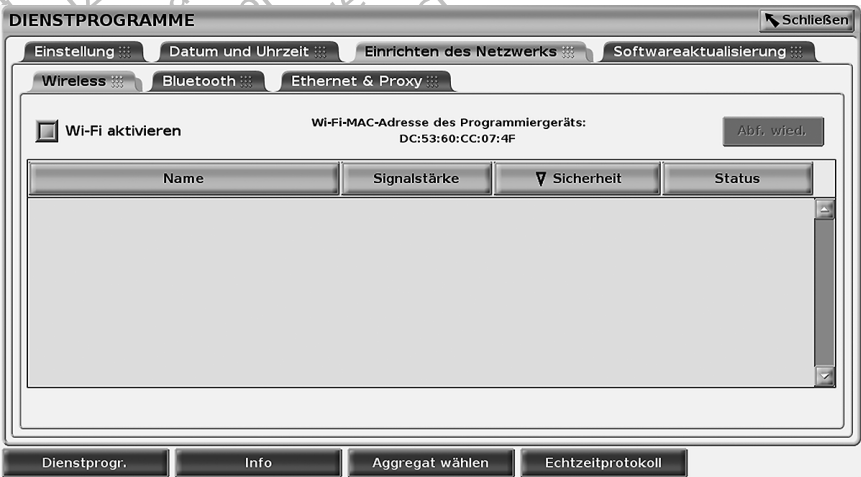 DIENSTPROGRAMME
Schließen
Einstellung
Datum und Uhrzeit
Einrichten des Netzwerks
Softwareaktualisierung
Wireless
Bluetooth
Ethernet & Proxy
Wi-Fi aktivieren
Wi-Fi-MAC-Adresse des Programmiergeräts:
DC:53:60:CC:07:4F
Abf. wied.
Name
Signalstärke
Sicherheit
Status
Dienstprogr.
Info
Aggregat wählen
Echtzeitprotokoll